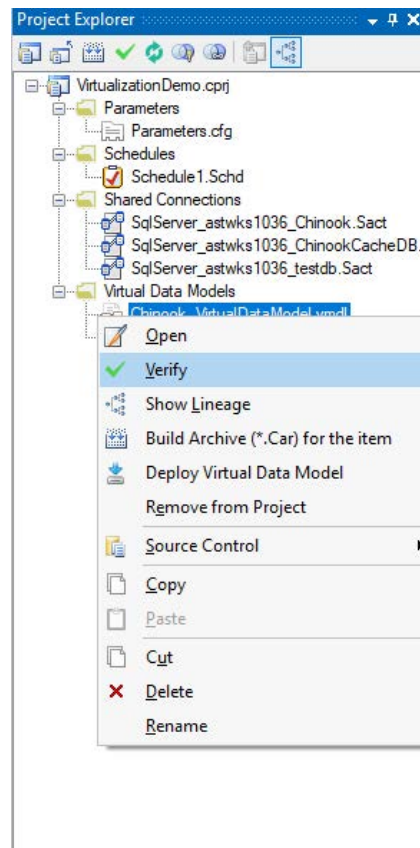 Project Explorer
VirtualizationDemo.cprj
Parameters
Parameters.cfg
Schedules
Schedule1.Schd
Shared Connections
SqlServer_astwks1036_Chinook.Sact
SqlServer_astwks1036_ChinookCacheDB.
SqlServer_astwks1036_testdb.Sact
Virtual Data Models
Chinook_VirtualDataModel.vmdl
Open
Verify
Show Lineage
Build Archive (*.Car) for the item
Deploy Virtual Data Model
Remove from Project
Source Control
Copy
Paste
Cut
Delete
Rename